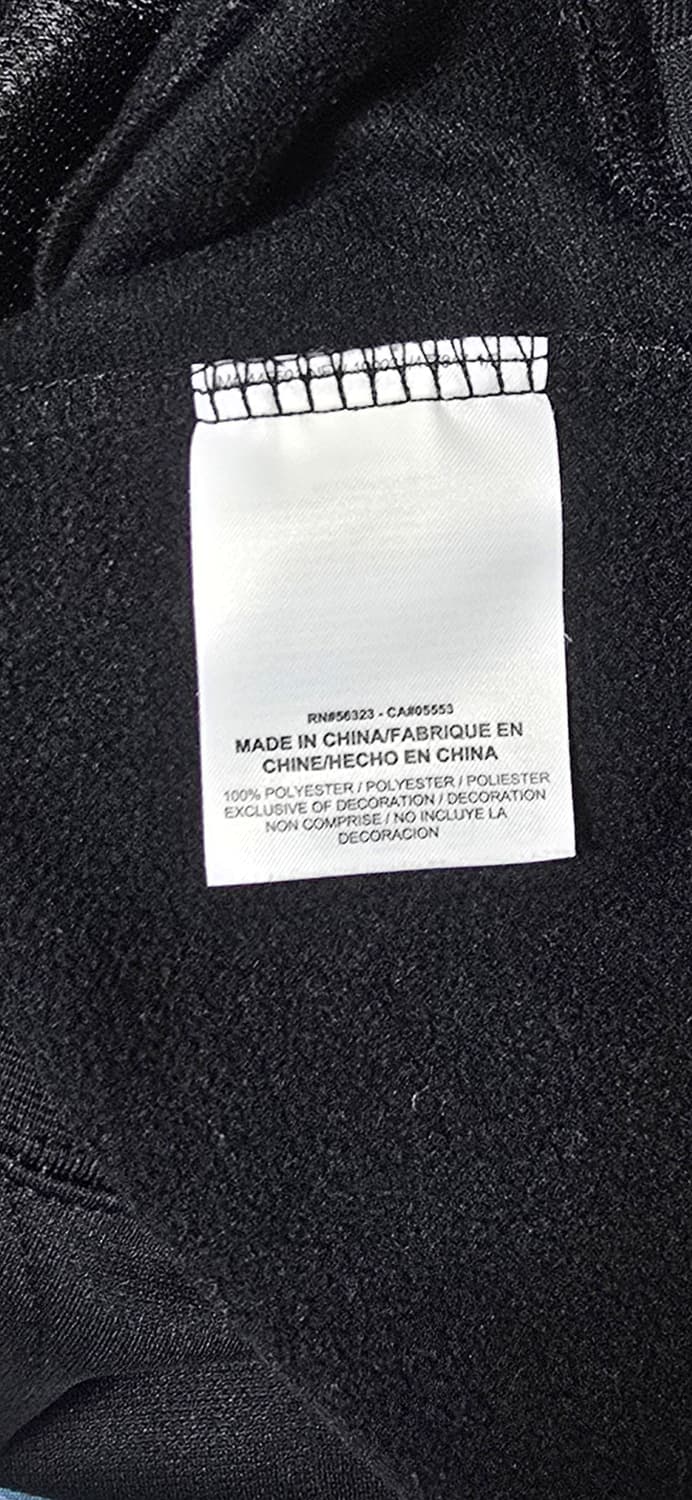 RN#56323 - CA#05553
MADE IN CHINA/FABRIQUE EN
CHINE/HECHO EN CHINA
100% POLYESTER / POLYESTER / POLIESTER
EXCLUSIVE OF DECORATION / DECORATION
NON COMPRISE / NO INCLUYE LA
DECORACION